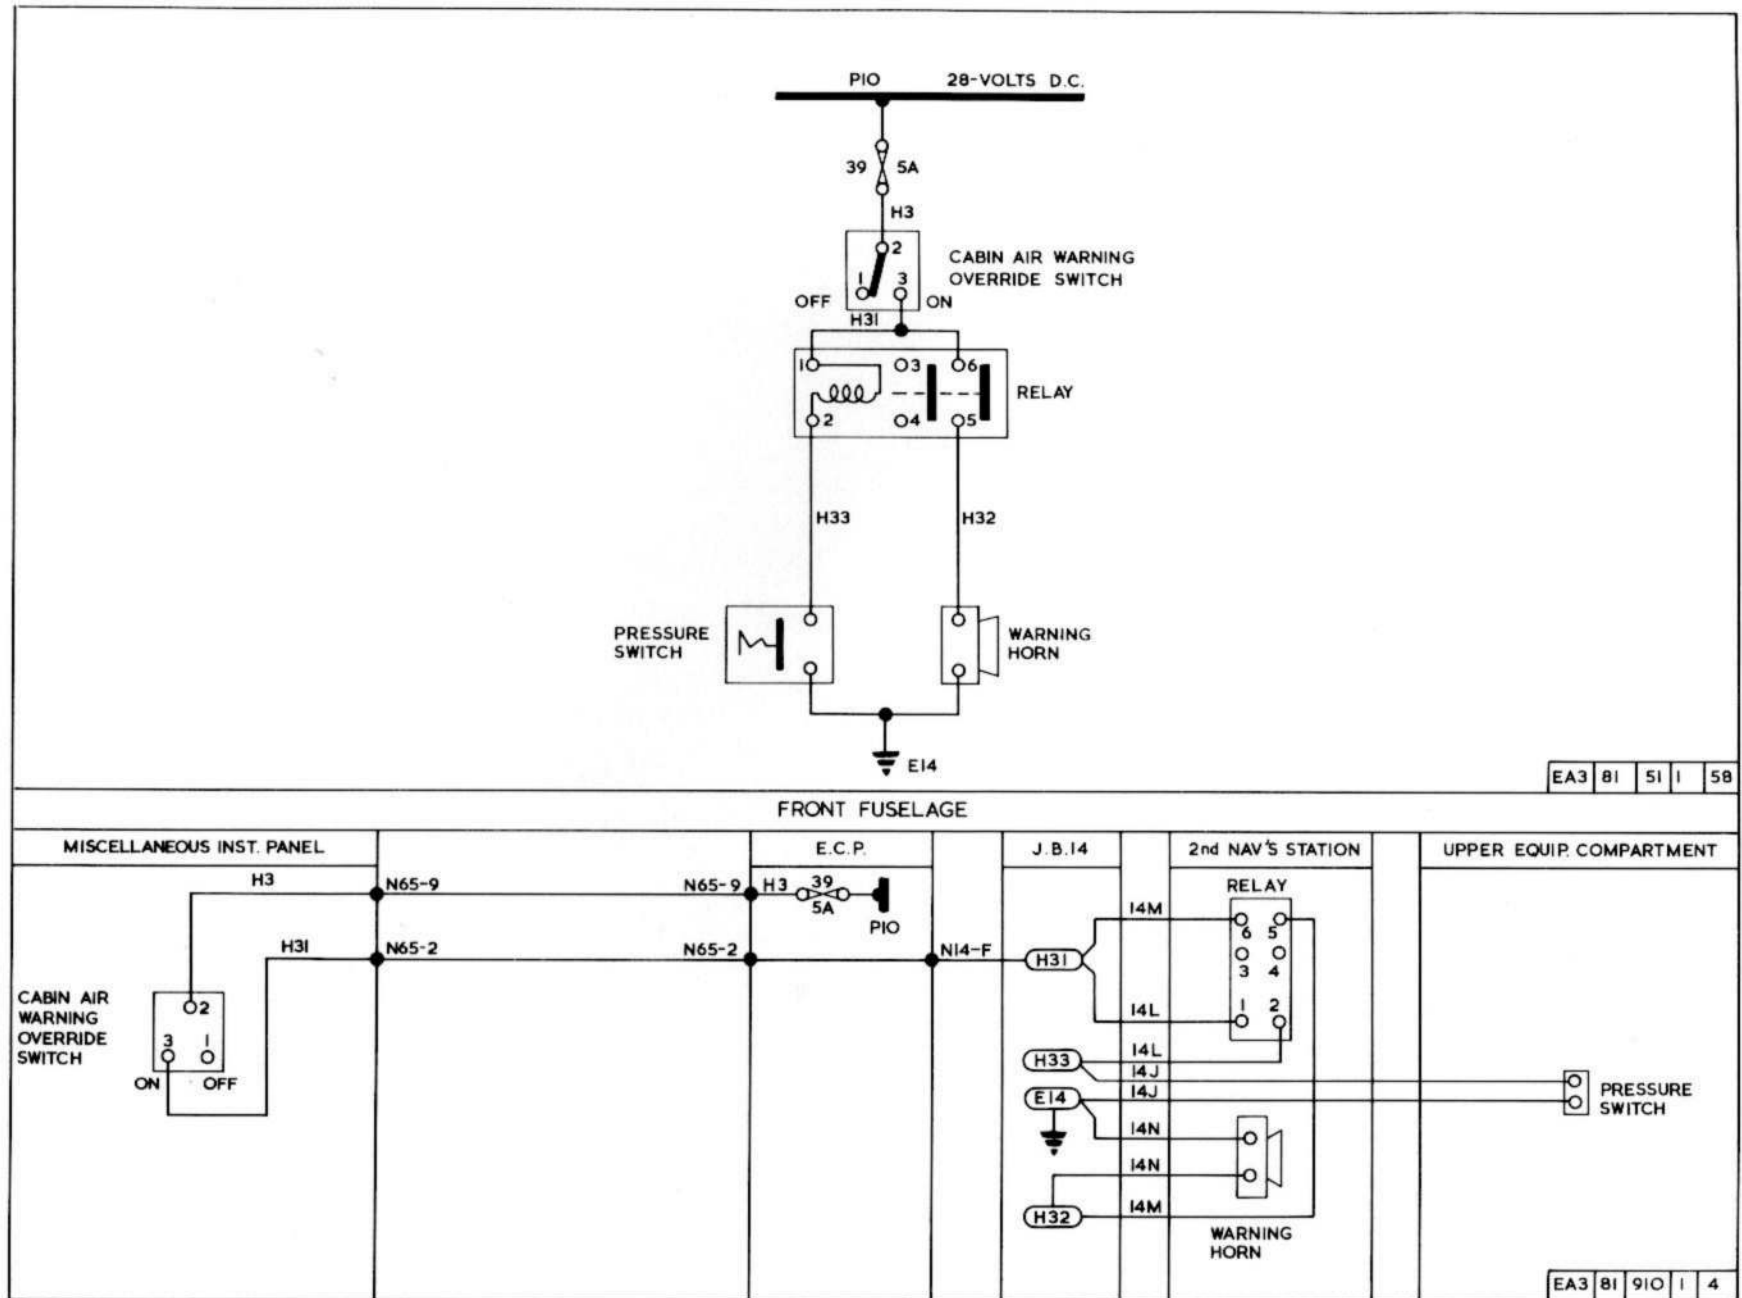 PIO 28-VOLTS D.C.
39 5A
H3
2
CABIN AIR WARNING
OVERRIDE SWITCH
1 3
OFF ON
H31
1 3 6
RELAY
2 4 5
H33 H32
PRESSURE
SWITCH
WARNING
HORN
E14
EA3 81 51 1 58
FRONT FUSELAGE
MISCELLANEOUS INST. PANEL E.C.P. J.B.14 2nd NAV'S STATION UPPER EQUIP. COMPARTMENT
H3 N65-9 N65-9 H3 39
5A
PIO
H31 N65-2 N65-2 N14-F H31
14M
RELAY
6 5
3 4
1 2
14L
CABIN AIR
WARNING
OVERRIDE
SWITCH
2
3 1
ON OFF
H33 14L
14J
E14 14J
PRESSURE
SWITCH
14N
14N
H32 14M
WARNING
HORN
EA3 81 910 1 4